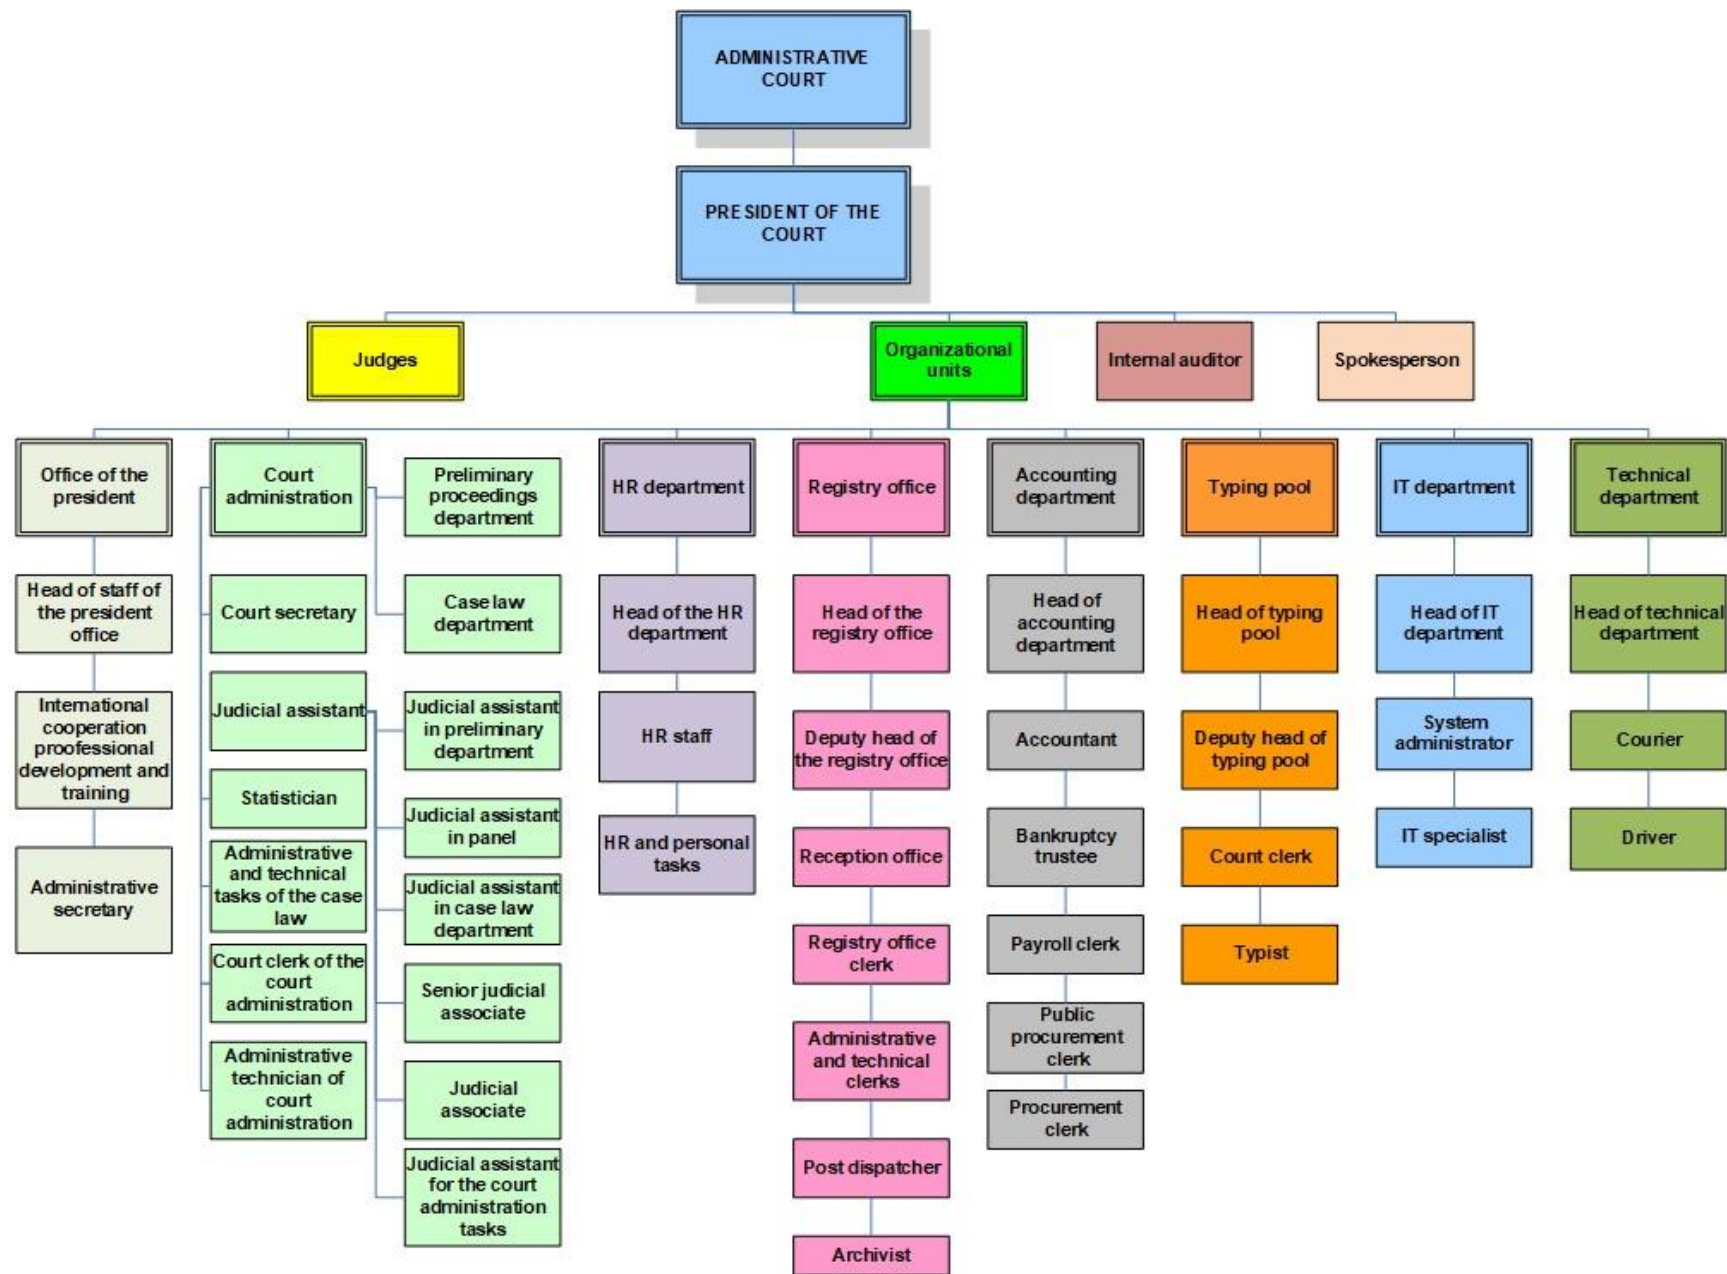 ADMINISTRATIVE
COURT
PRESIDENT OF THE
COURT
Judges
Organizational
units
Internal auditor
Spokesperson
Office of the
president
Court
administration
Preliminary
proceedings
department
HR department
Registry office
Accounting
department
Typing pool
IT department
Technical
department
Head of staff of
the president
office
Court secretary
Case law
department
Head of the HR
department
Head of the
registry office
Head of
accounting
department
Head of typing
pool
Head of IT
department
Head of technical
department
International
cooperation
proofessional
development and
training
Judicial assistant
Judicial assistant
in preliminary
department
HR staff
Deputy head of
the registry office
Accountant
Deputy head of
typing pool
System
administrator
Courier
Statistician
Judicial assistant
in panel
HR and personal
tasks
Reception office
Bankruptcy
trustee
Count clerk
IT specialist
Driver
Administrative
secretary
Administrative
and technical
tasks of the case
law
Judicial assistant
in case law
department
Registry office
clerk
Payroll clerk
Typist
Court clerk of the
court
administration
Senior judicial
associate
Administrative
and technical
clerks
Public
procurement
clerk
Administrative
technician of
court
administration
Judicial
associate
Procurement
clerk
Judicial assistant
for the court
administration
tasks
Post dispatcher
Archivist